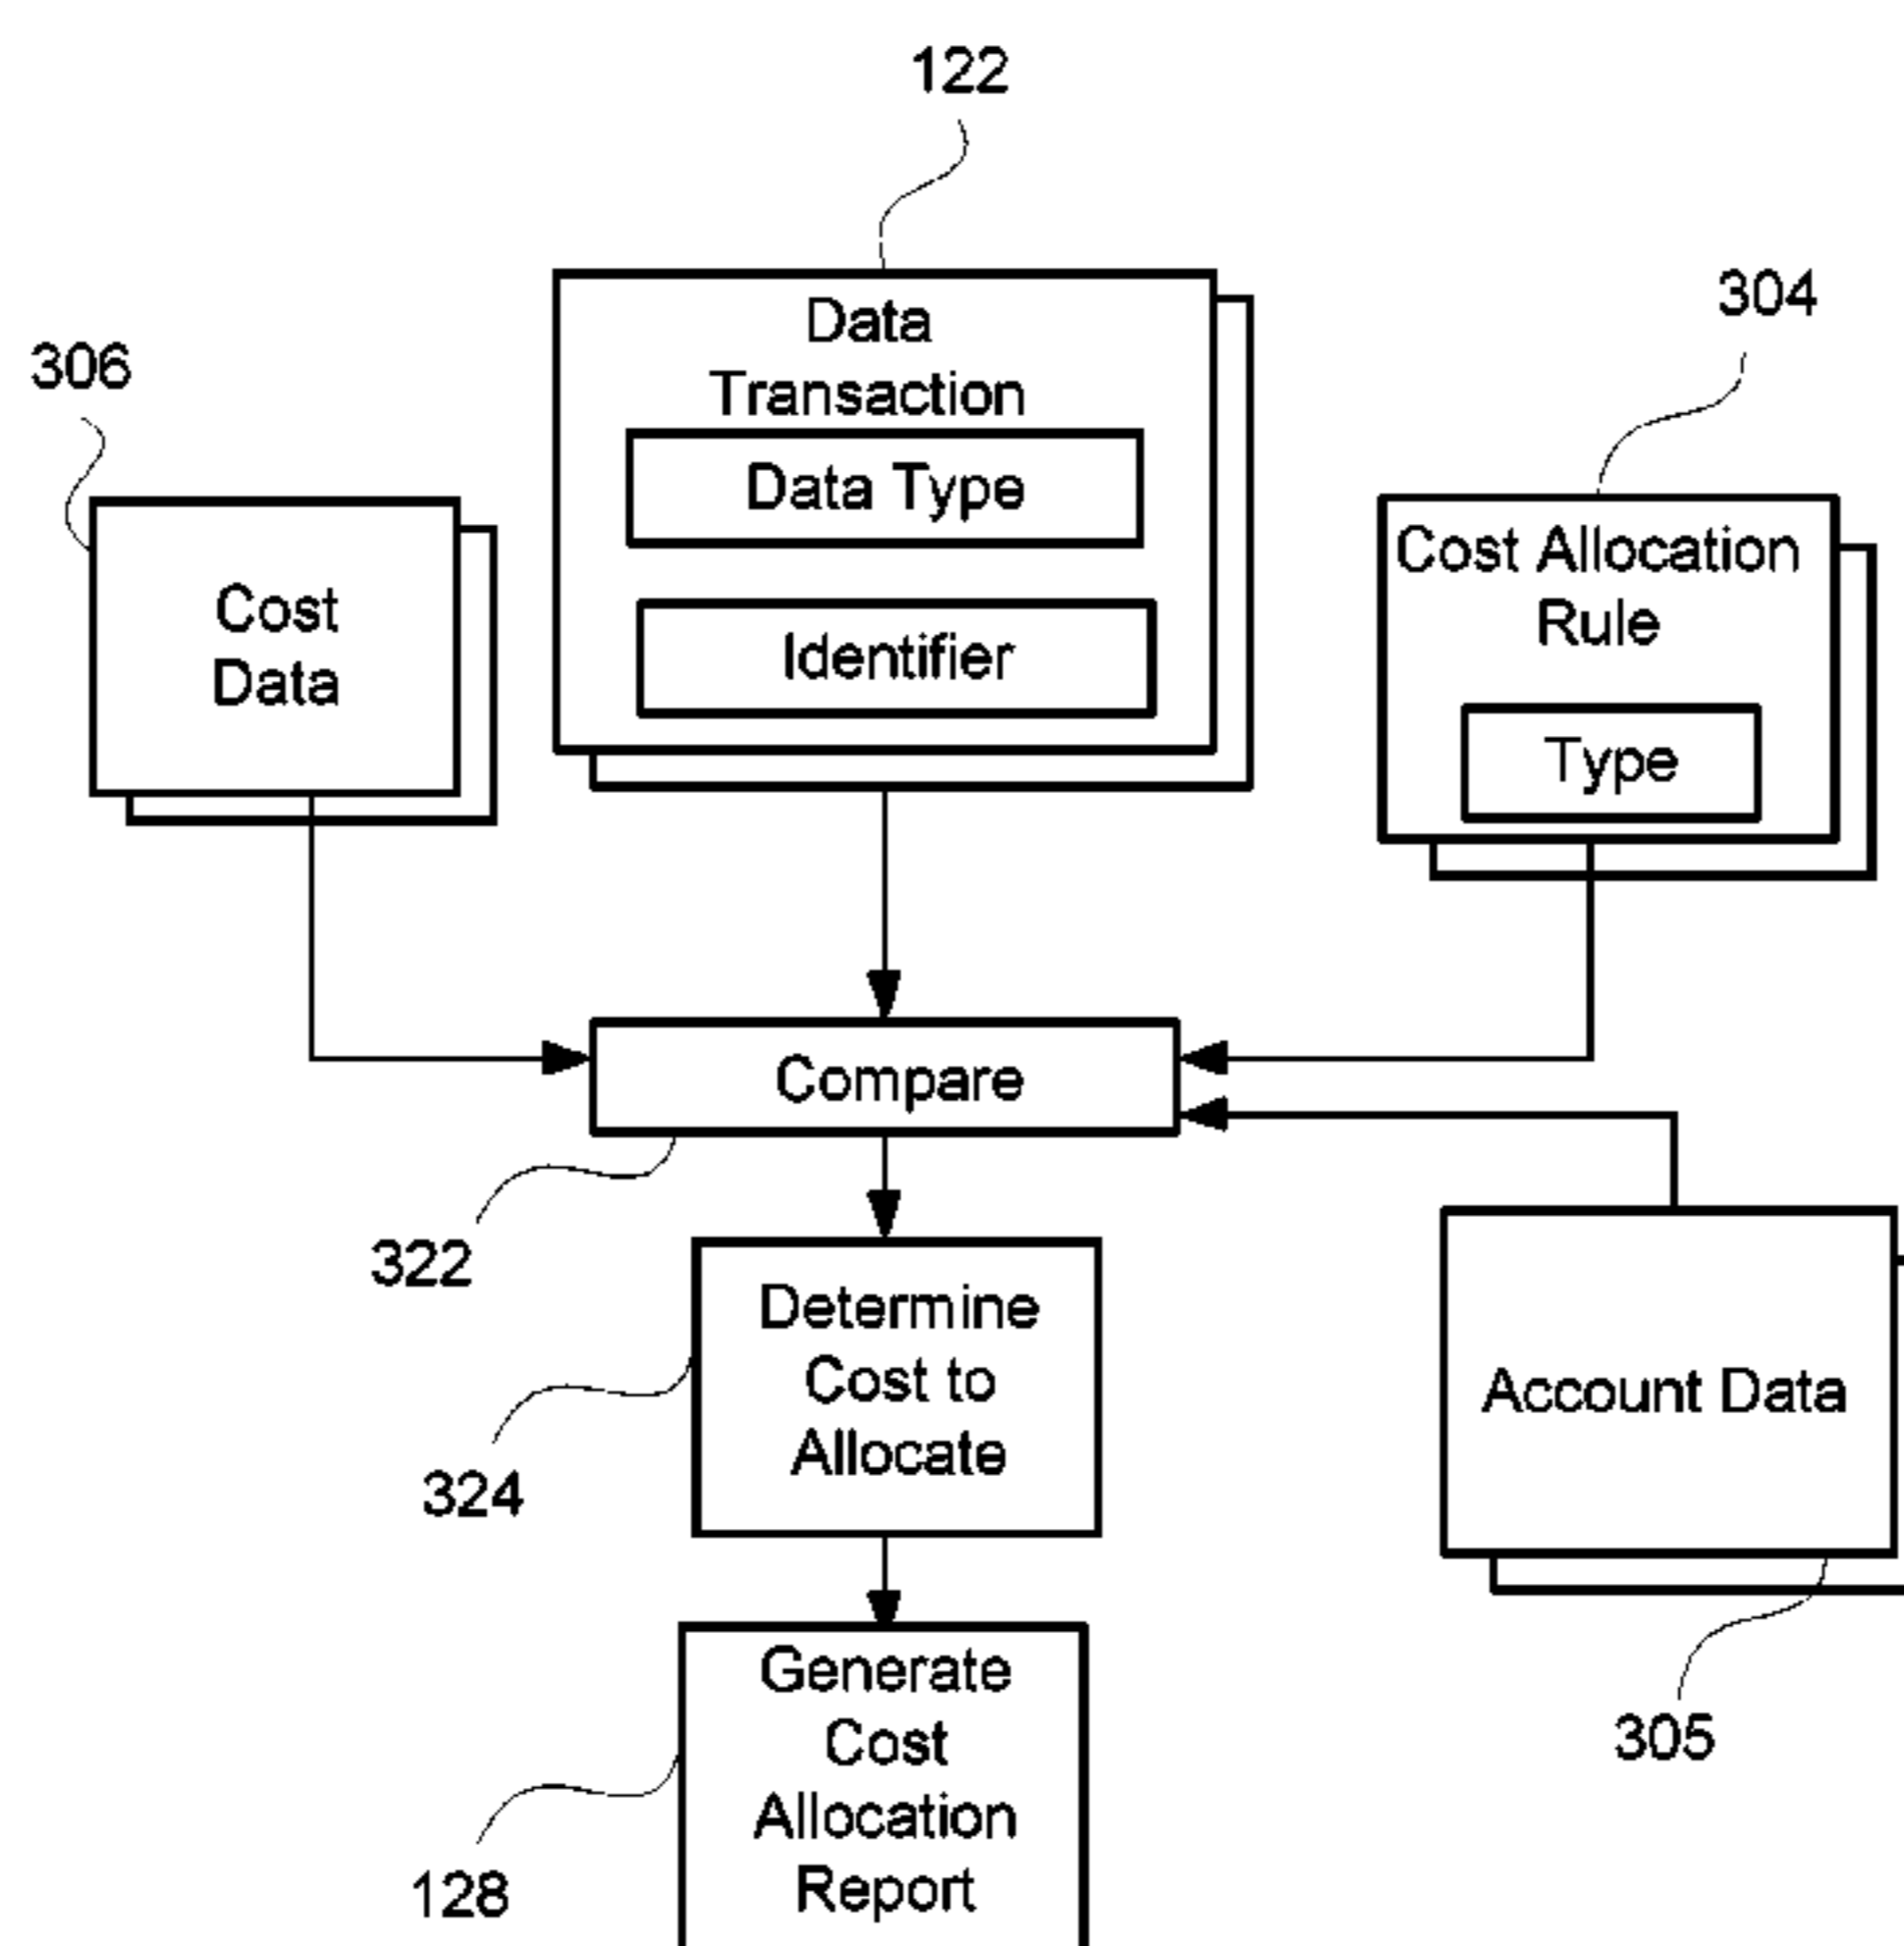 122
304
306
Data
Transaction
Data Type
Identifier
Cost
Data
Cost Allocation
Rule
Type
Compare
322
Determine
Cost to
Allocate
324
Account Data
305
Generate
Cost
Allocation
Report
128